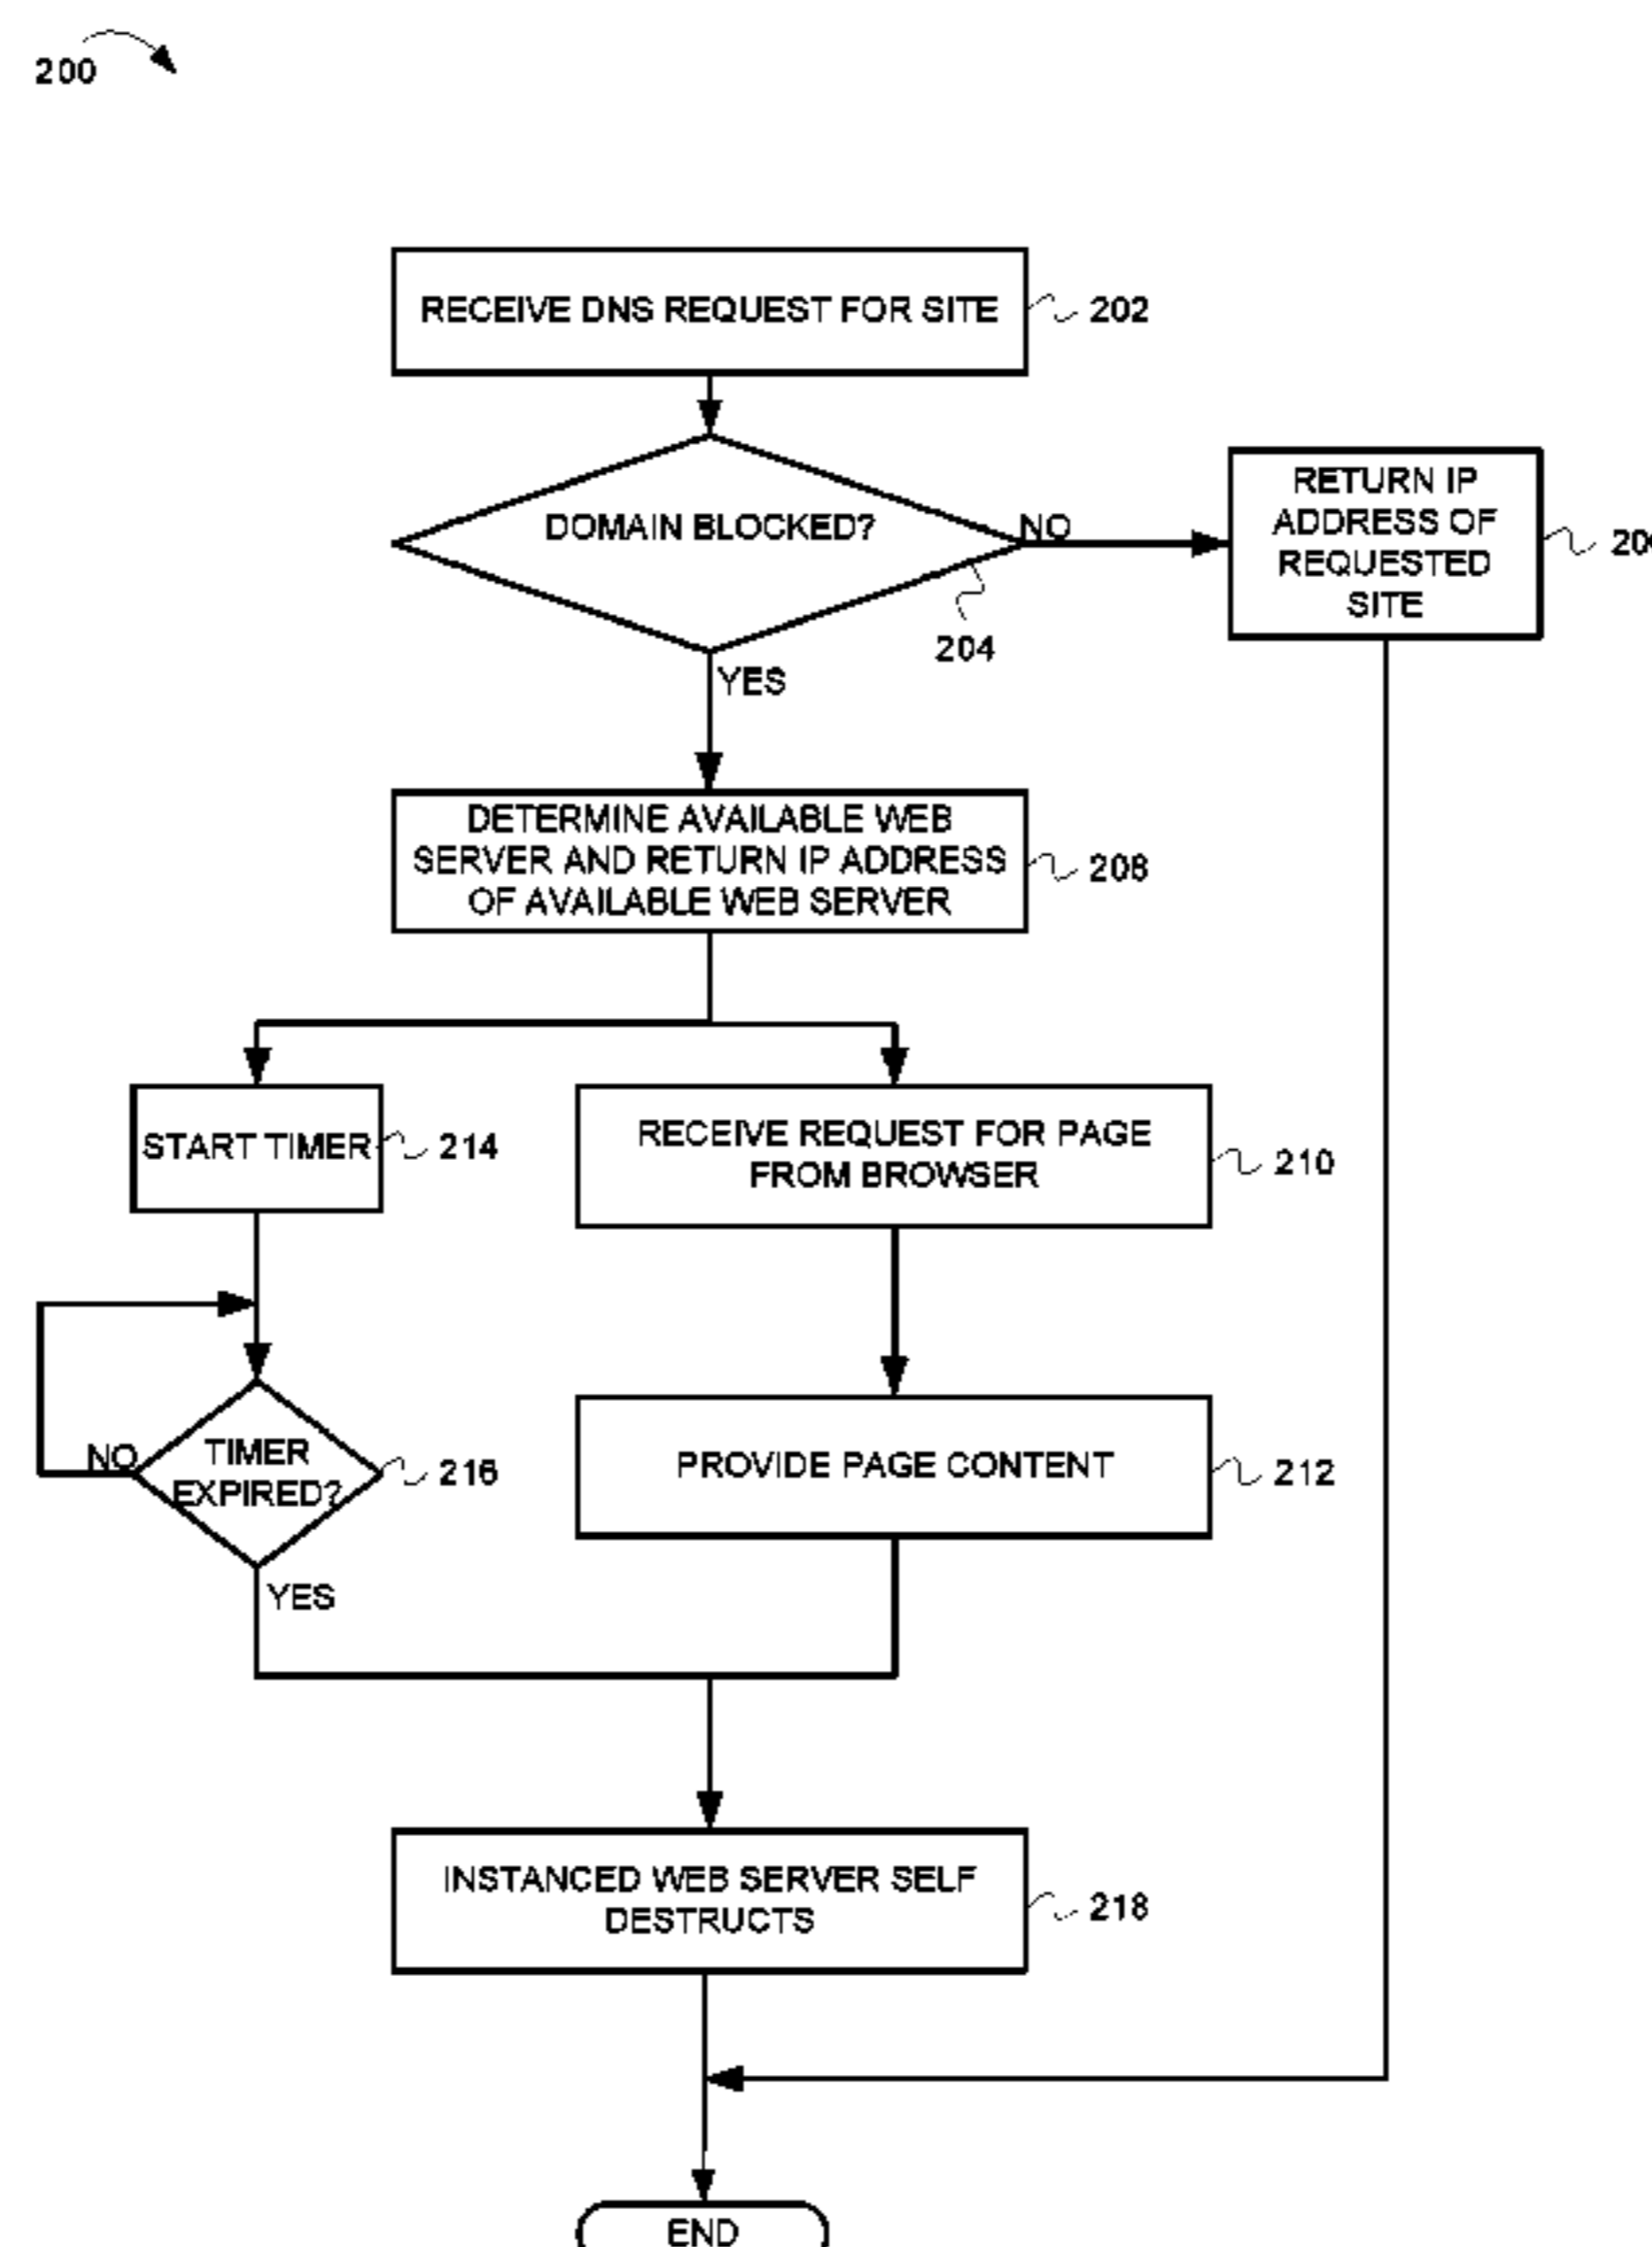 200
RECEIVE DNS REQUEST FOR SITE
202
DOMAIN BLOCKED?
NO
RETURN IP
ADDRESS OF
REQUESTED
SITE
204
YES
DETERMINE AVAILABLE WEB
SERVER AND RETURN IP ADDRESS
OF AVAILABLE WEB SERVER
208
START TIMER
214
RECEIVE REQUEST FOR PAGE
FROM BROWSER
210
NO
TIMER
EXPIRED?
216
PROVIDE PAGE CONTENT
212
YES
INSTANCED WEB SERVER SELF
DESTRUCTS
218
END